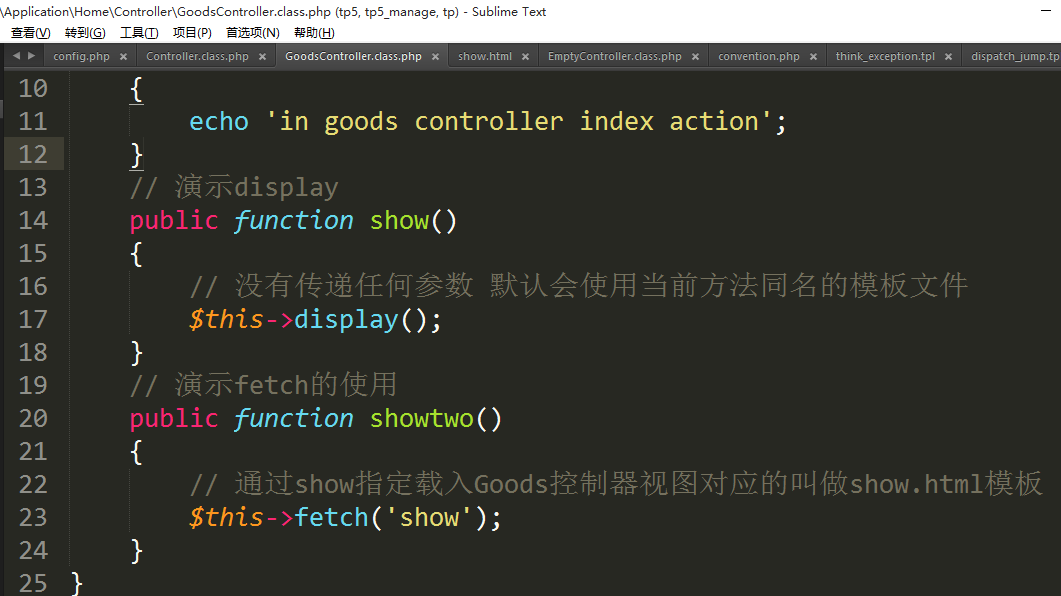 \Application\Home\Controller\GoodsController.class.php (tp5, tp5_manage, tp) - Sublime Text
查看(V) 转到(G) 工具(T) 项目(P) 首选项(N) 帮助(H)
config.php × Controller.class.php × GoodsController.class.php × show.html × EmptyController.class.php × convention.php × think_exception.tpl × dispatch_jump.tp
10 {
11 echo 'in goods controller index action';
12 }
13 // 演示display
14 public function show()
15 {
16 // 没有传递任何参数 默认会使用当前方法同名的模板文件
17 $this->display();
18 }
19 // 演示fetch的使用
20 public function showtwo()
21 {
22 // 通过show指定载入Goods控制器视图对应的叫做show.html模板
23 $this->fetch('show');
24 }
25 }